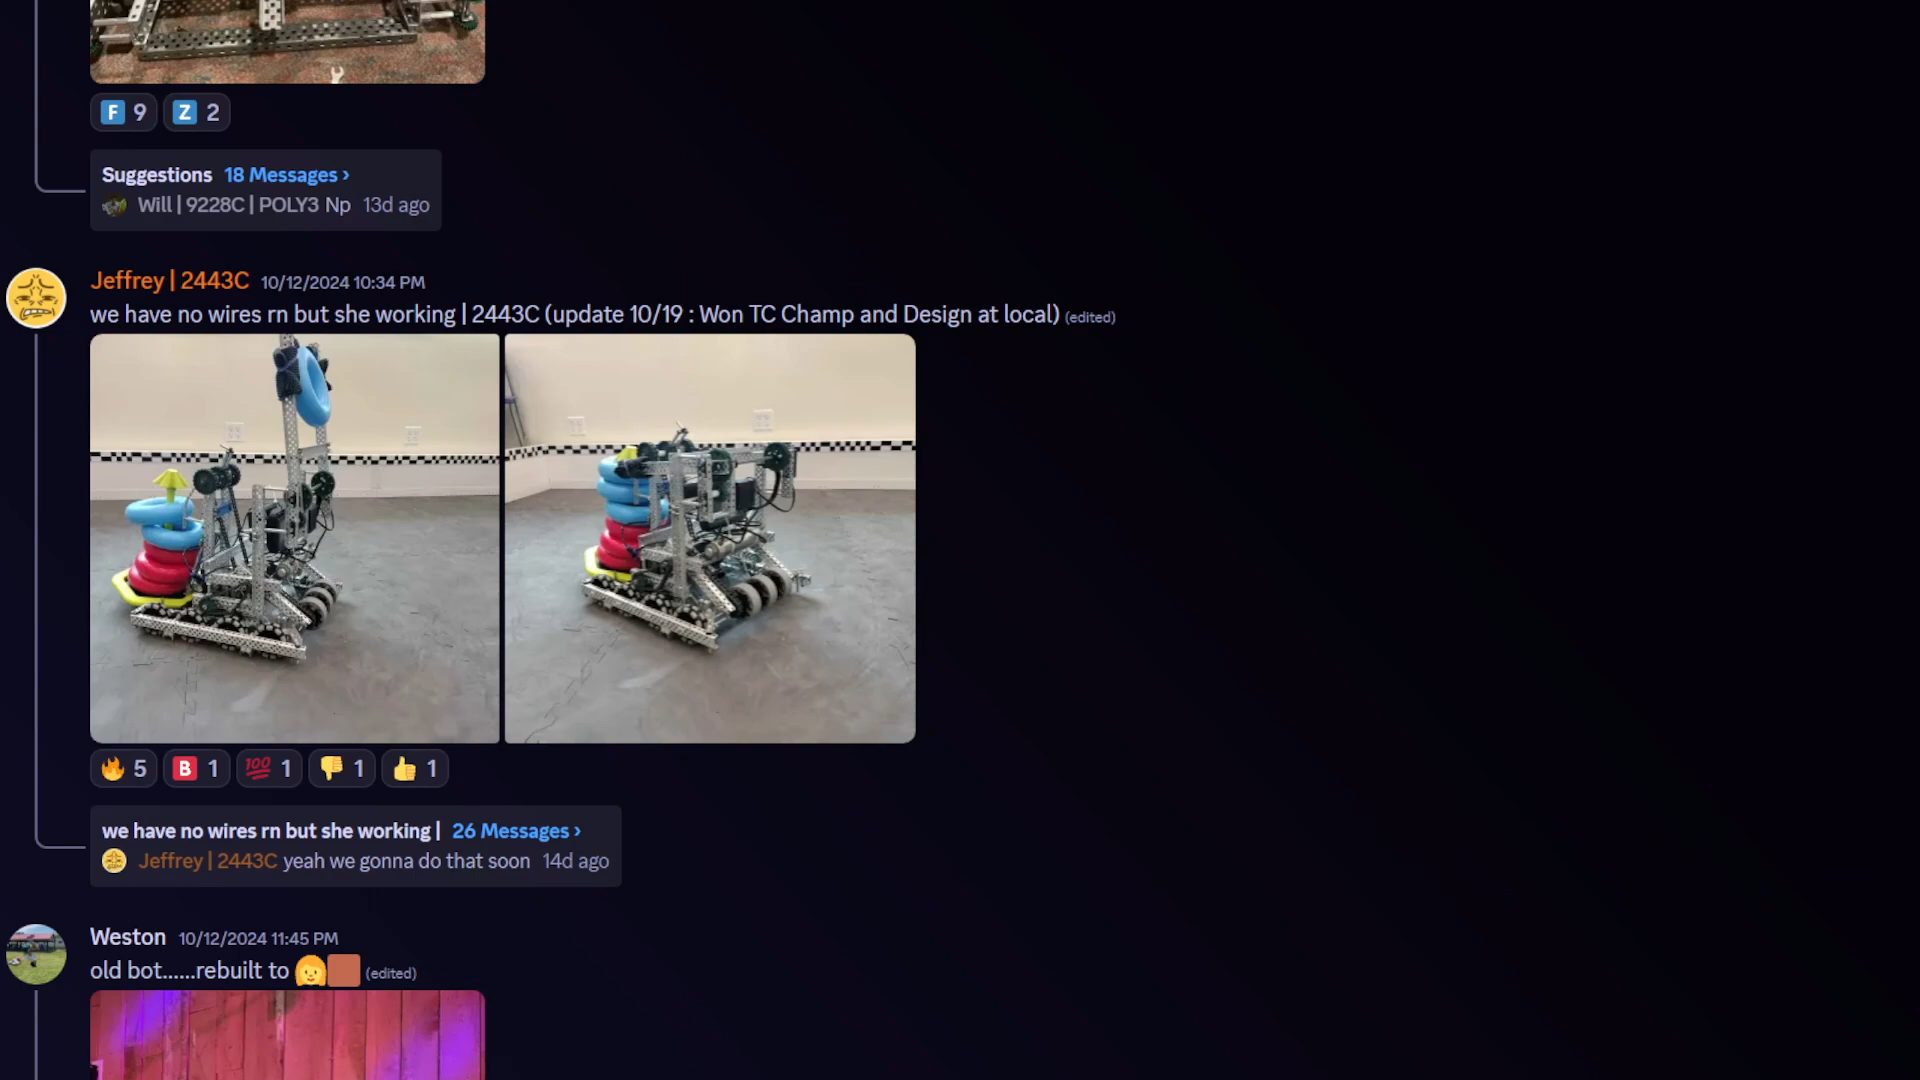 F 9 Z 2
Suggestions 18 Messages ›
Will | 9228C | POLY3 Np 13d ago
Jeffrey | 2443C 10/12/2024 10:34 PM
we have no wires rn but she working | 2443C (update 10/19 : Won TC Champ and Design at local) (edited)
5 B 1 100 1 1 1
we have no wires rn but she working | 26 Messages ›
Jeffrey | 2443C yeah we gonna do that soon 14d ago
Weston 10/12/2024 11:45 PM
old bot......rebuilt to (edited)